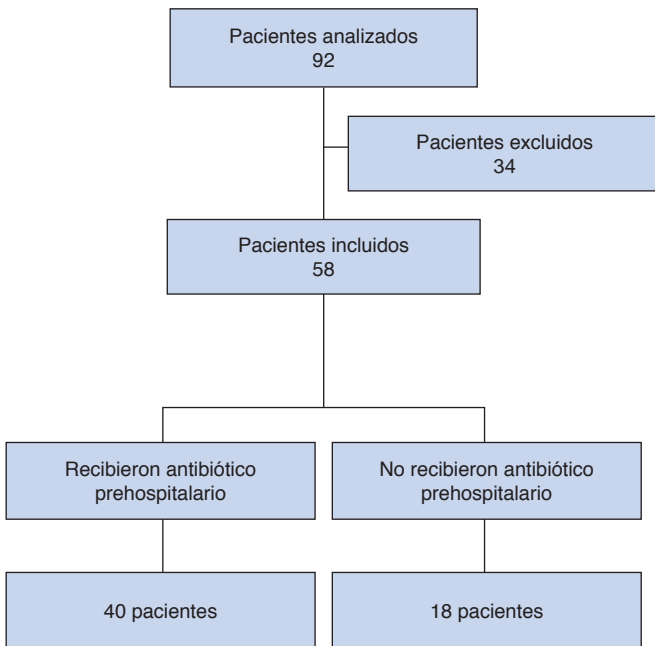 Pacientes analizados
92
Pacientes excluidos
34
Pacientes incluidos
58
Recibieron antibiótico
prehospitalario
No recibieron antibiótico
prehospitalario
40 pacientes
18 pacientes